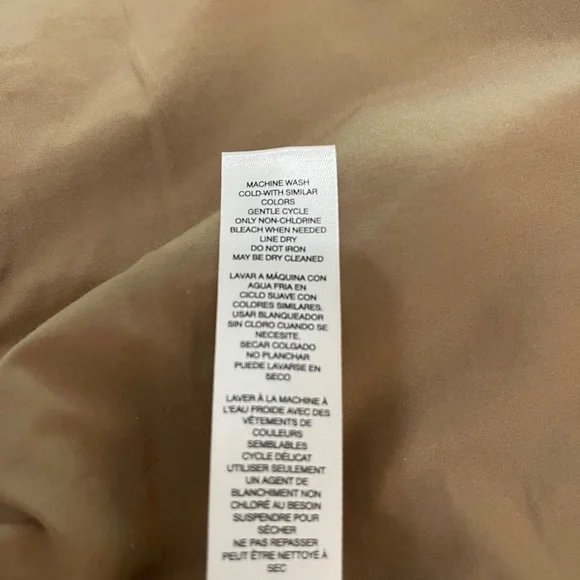 MACHINE WASH
COLD-WITH SIMILAR
COLORS
GENTLE CYCLE
ONLY NON-CHLORINE
BLEACH WHEN NEEDED
LINE DRY
DO NOT IRON
MAY BE DRY CLEANED
LAVAR A MÁQUINA CON
AGUA FRIA EN
CICLO SUAVE CON
COLORES SIMILARES.
USAR BLANQUEADOR
SIN CLORO CUANDO SE
NECESITE.
SECAR COLGADO
NO PLANCHAR
PUEDE LAVARSE EN
SECO
LAVER À LA MACHINE À
L'EAU FROIDE AVEC DES
VÊTEMENTS DE
COULEURS
SEMBLABLES
CYCLE DÉLICAT
UTILISER SEULEMENT
UN AGENT DE
BLANCHIMENT NON
CHLORÉ AU BESOIN
SUSPENDRE POUR
SÉCHER
NE PAS REPASSER
PEUT ÊTRE NETTOYÉ À
SEC